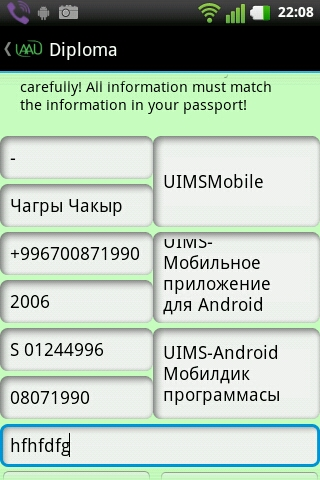 22:08
Diploma
carefully! All information must match
the information in your passport!
-
Чагры Чакыр
UIMSMobile
+996700871990
2006
UIMS-
Мобильное
приложение
для Android
S 01244996
08071990
UIMS-Android
Мобилдик
программасы
hfhfdfg